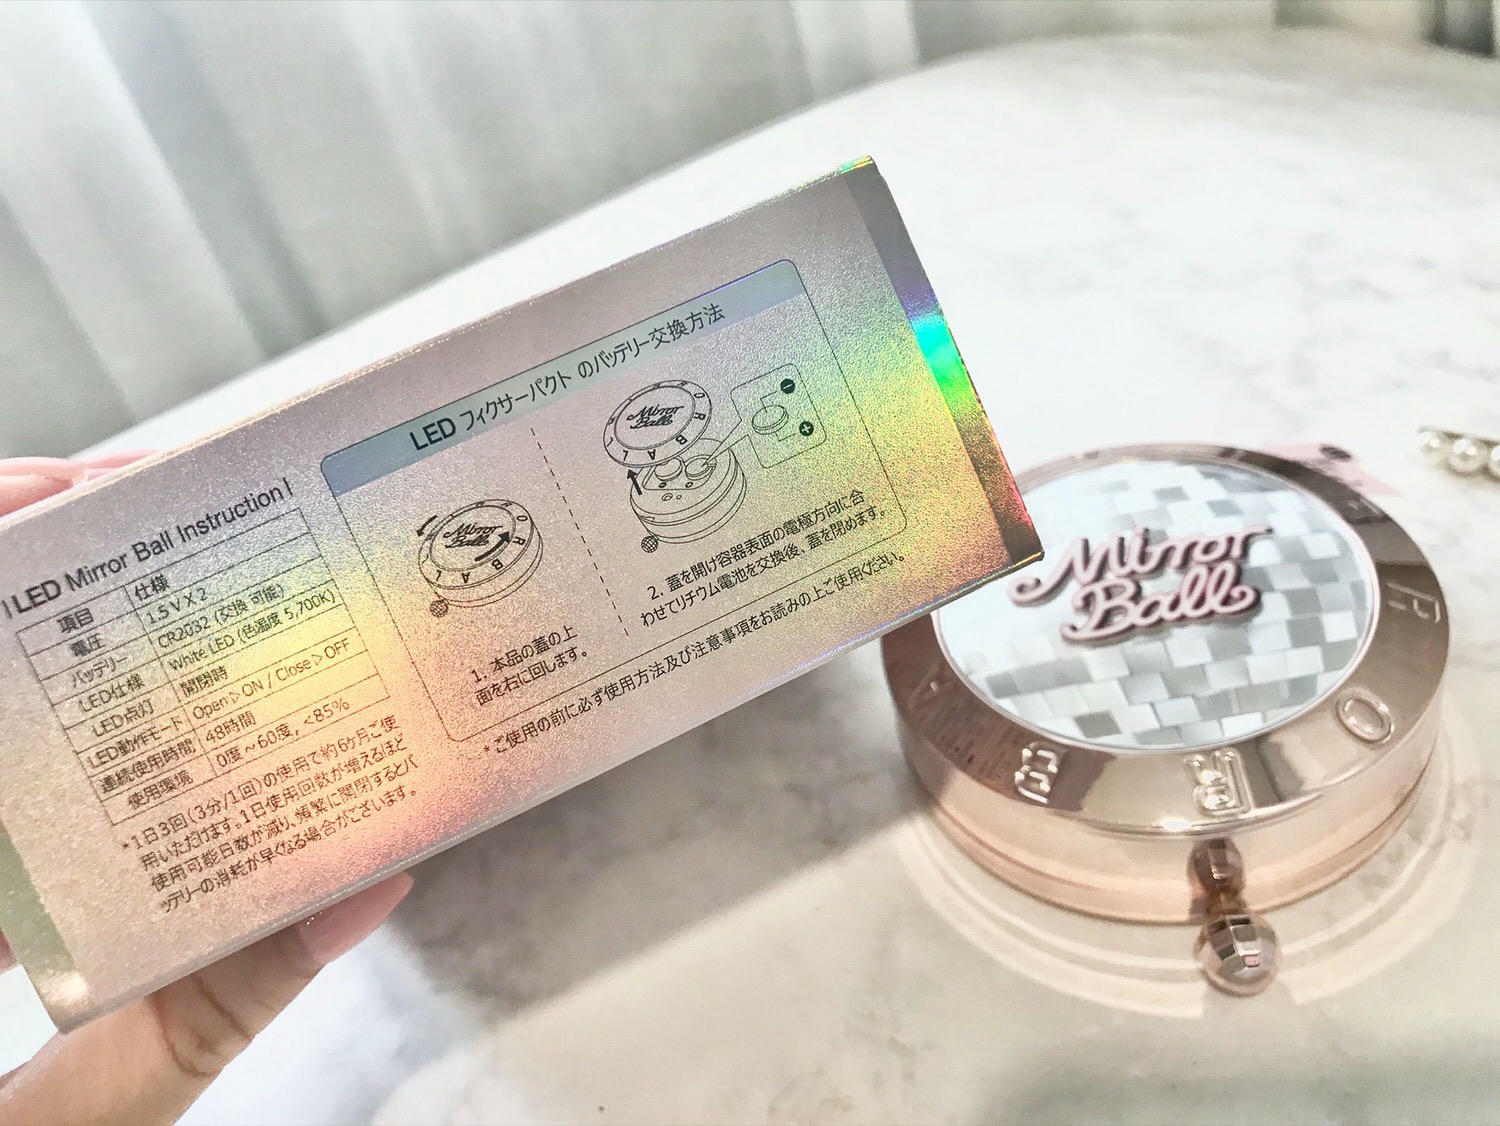 | LED Mirror Ball Instruction |
項目 仕様
電圧 1.5 V X 2
バッテリー CR2032 (交換 可能)
LED仕様 White LED (色温度 5,700K)
LED点灯 開閉時
LED動作モード Open▷ON / Close▷OFF
連続使用時間 48時間
使用環境 0度~60度, <85%
*1日3回(3分/1回)の使用で約6ヶ月ご使
用いただけます。1日使用回数が増えるほど
使用可能日数が減り、頻繁に開閉するとバ
ッテリーの消耗が早くなる場合がございます。
LED フィクサーパクト のバッテリー交換方法
Mirror
Ball
B A L
1. 本品の蓋の上
面を右に回します。
Mirror
Ball
2. 蓋を開け容器表面の電極方向に合
わせてリチウム電池を交換後、蓋を閉めます。
*ご使用の前に必ず使用方法及び注意事項をお読みの上ご使用ください。
Mirror
Ball
B R O R